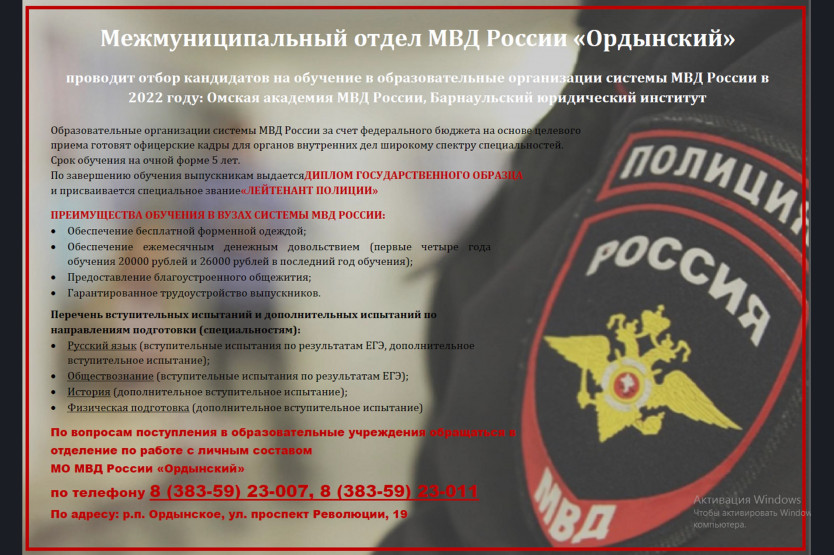 Межмуниципальный отдел МВД России «Ордынский»
проводит отбор кандидатов на обучение в образовательные организации системы МВД России в
2022 году: Омская академия МВД России, Барнаульский юридический институт
Образовательные организации системы МВД России за счет федерального бюджета на основе целевого
приема готовят офицерские кадры для органов внутренних дел широкому спектру специальностей.
Срок обучения на очной форме 5 лет.
По завершению обучения выпускникам выдается ДИПЛОМ ГОСУДАРСТВЕННОГО ОБРАЗЦА
и присваивается специальное звание «ЛЕЙТЕНАНТ ПОЛИЦИИ»
ПРЕИМУЩЕСТВА ОБУЧЕНИЯ В ВУЗАХ СИСТЕМЫ МВД РОССИИ:
• Обеспечение бесплатной форменной одеждой;
• Обеспечение ежемесячным денежным довольствием (первые четыре года
обучения 20000 рублей и 26000 рублей в последний год обучения);
• Предоставление благоустроенного общежития;
• Гарантированное трудоустройство выпускников.
Перечень вступительных испытаний и дополнительных испытаний по
направлениям подготовки (специальностям):
• Русский язык (вступительные испытания по результатам ЕГЭ, дополнительное
вступительное испытание);
• Обществознание (вступительные испытания по результатам ЕГЭ);
• История (дополнительное вступительное испытание);
• Физическая подготовка (дополнительное вступительное испытание)
По вопросам поступления в образовательные учреждения обращаться в
отделение по работе с личным составом
МО МВД России «Ордынский»
по телефону 8 (383-59) 23-007, 8 (383-59) 23-011
По адресу: р.п. Ордынское, ул. проспект Революции, 19
ПОЛИЦИЯ
РОССИЯ
МВД
Активация Windows
Чтобы активировать Window
компьютера.